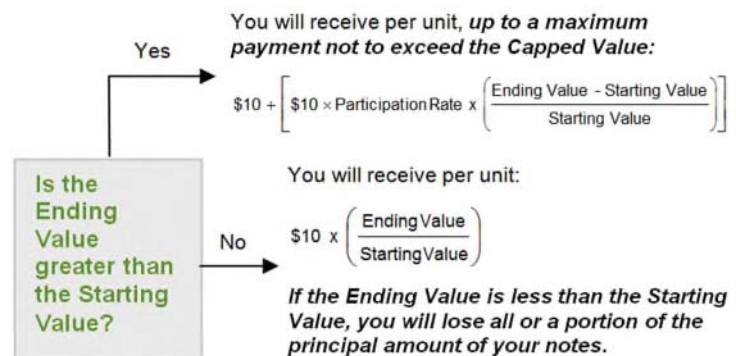 You will receive per unit, up to a maximum
payment not to exceed the Capped Value:
Yes
$10 + [ $10 × Participation Rate x ( Ending Value - Starting Value / Starting Value ) ]
Is the
Ending
Value
greater than
the Starting
Value?
No
You will receive per unit:
$10 x ( Ending Value / Starting Value )
If the Ending Value is less than the Starting
Value, you will lose all or a portion of the
principal amount of your notes.